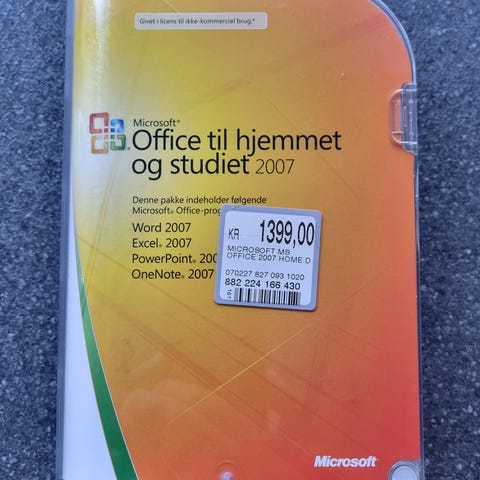 Givet i licens til ikke-kommerciel brug.*
Microsoft®
Office til hjemmet
og studiet 2007
Denne pakke indeholder følgende
Microsoft® Office-prog
Word 2007
Excel® 2007
PowerPoint® 200
OneNote® 2007
KR 1399,00
MICROSOFT MS
OFFICE 2007 HOME D
070227 827 093 1020
882 224 166 430
161
Microsoft